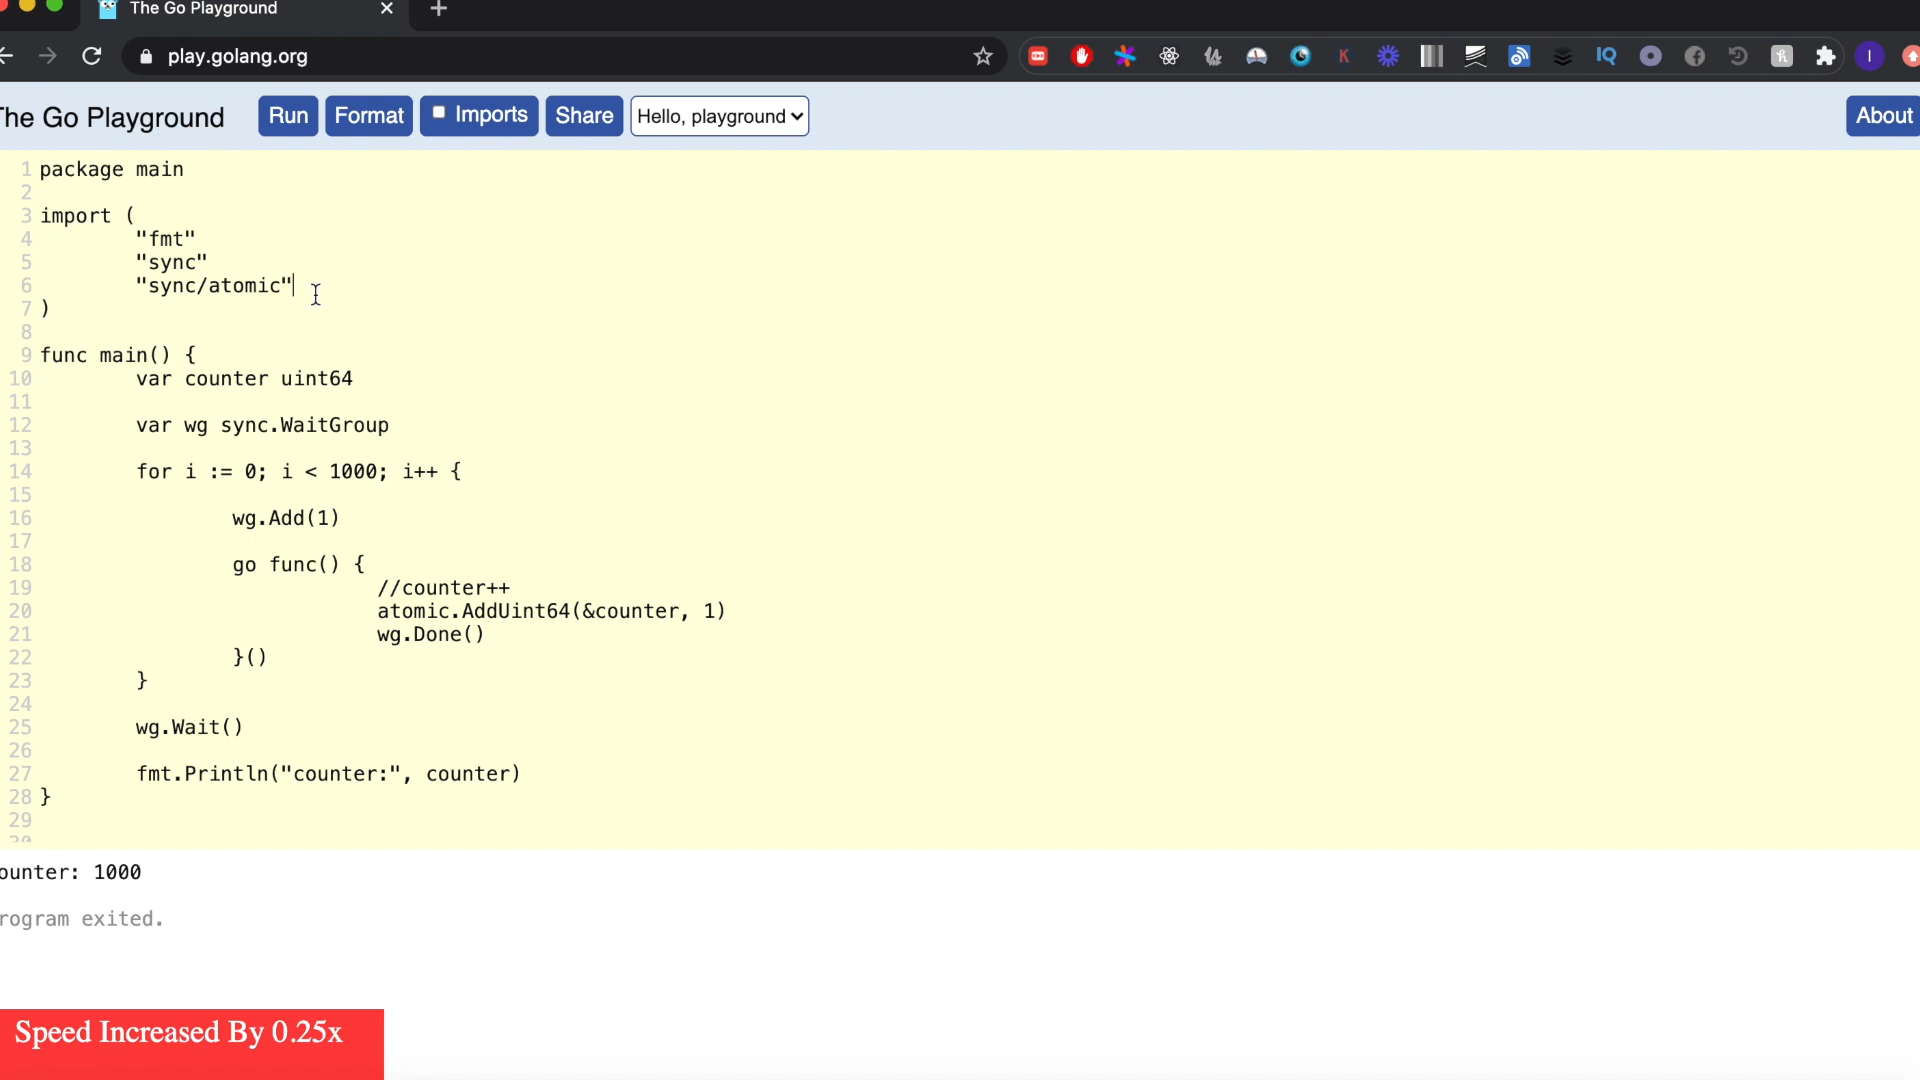 The Go Playground
play.golang.org
The Go Playground Run Format Imports Share Hello, playground About
1 package main
2
3 import (
4 "fmt"
5 "sync"
6 "sync/atomic"
7 )
8
9 func main() {
10 var counter uint64
11
12 var wg sync.WaitGroup
13
14 for i := 0; i < 1000; i++ {
15
16 wg.Add(1)
17
18 go func() {
19 //counter++
20 atomic.AddUint64(&counter, 1)
21 wg.Done()
22 }()
23 }
24
25 wg.Wait()
26
27 fmt.Println("counter:", counter)
28 }
29
30
ounter: 1000
rogram exited.
Speed Increased By 0.25x